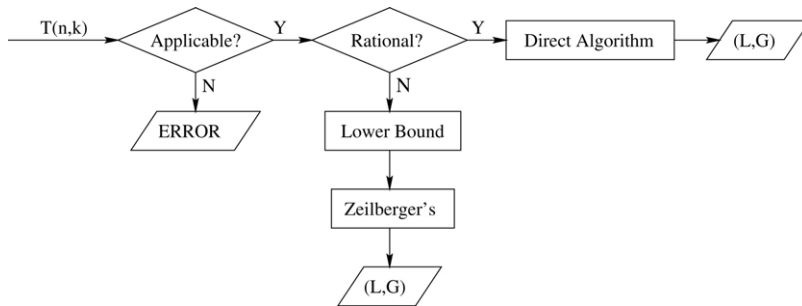 T(n,k)
Applicable?
Y
Rational?
Y
Direct Algorithm
(L,G)
N
N
ERROR
Lower Bound
Zeilberger's
(L,G)